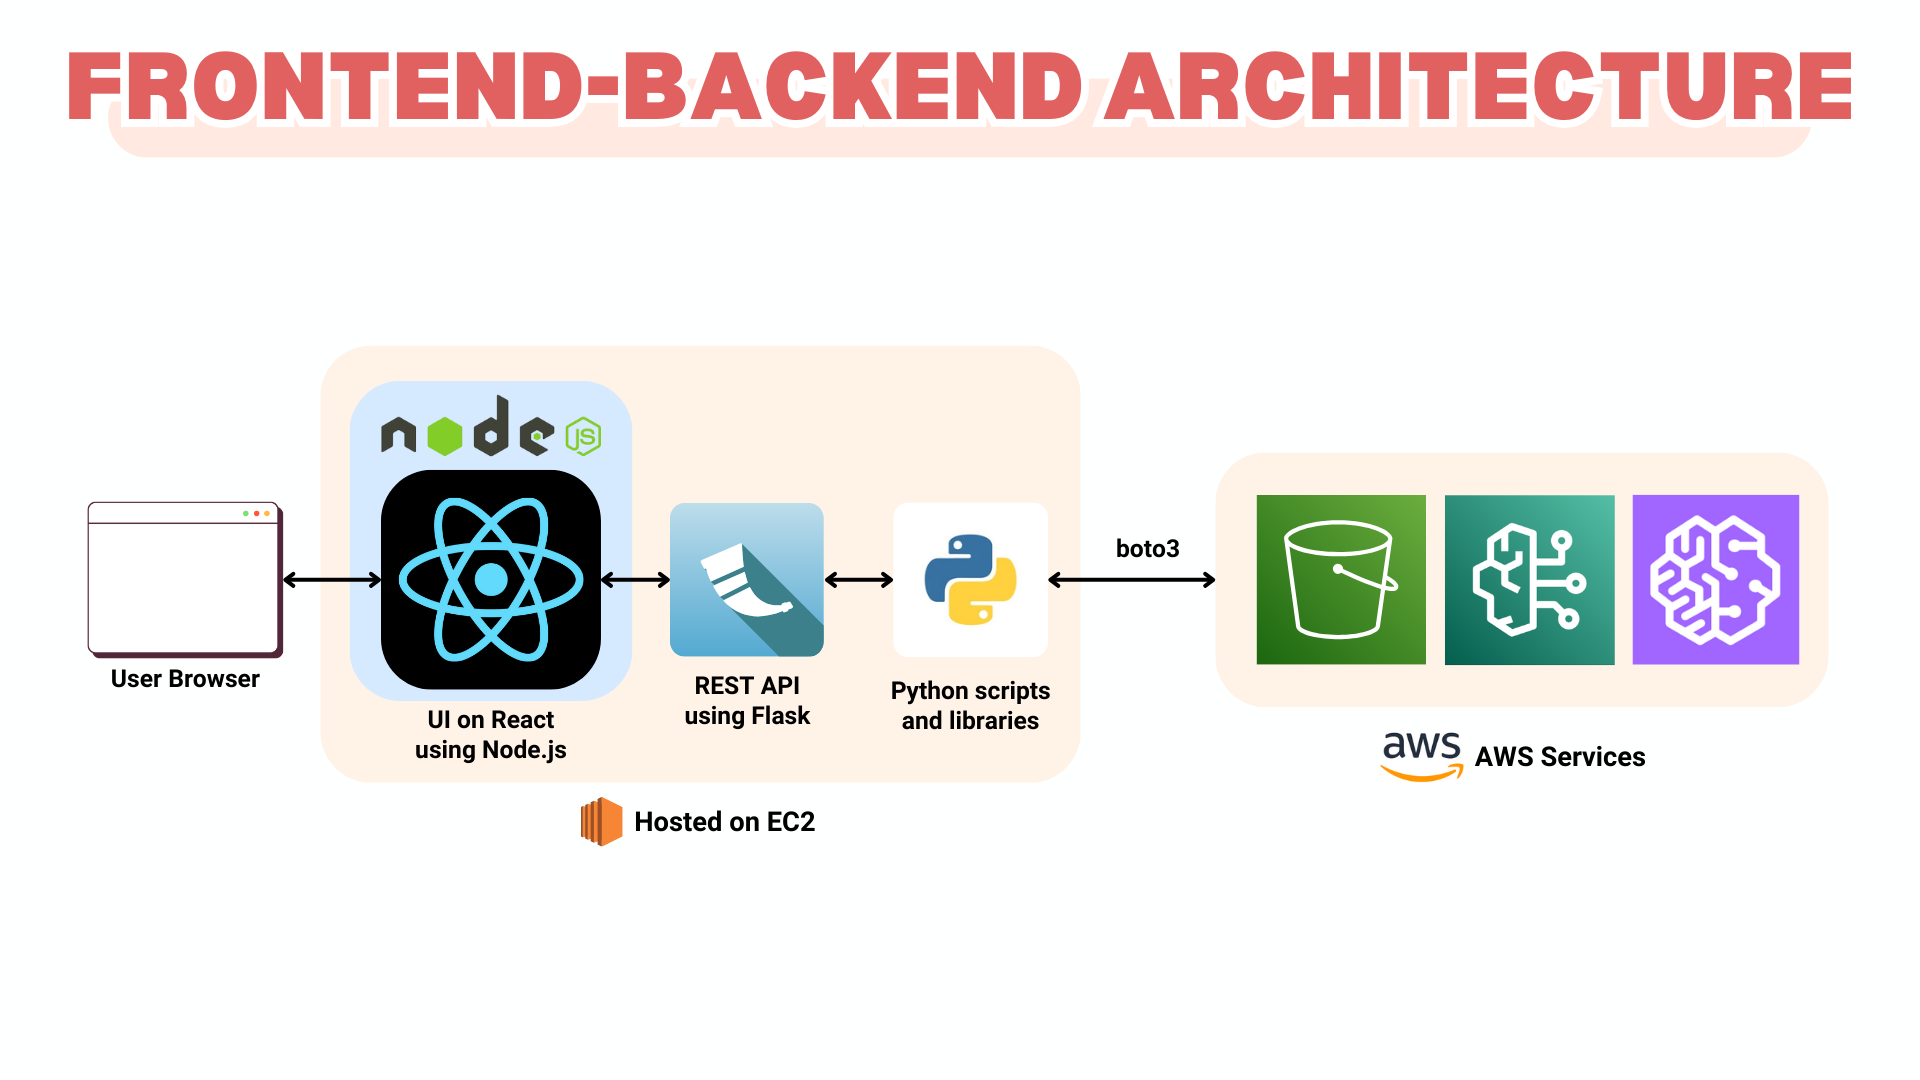 FRONTEND-BACKEND ARCHITECTURE
node
JS
User Browser
UI on React
using Node.js
REST API
using Flask
Python scripts
and libraries
boto3
aws
AWS Services
Hosted on EC2